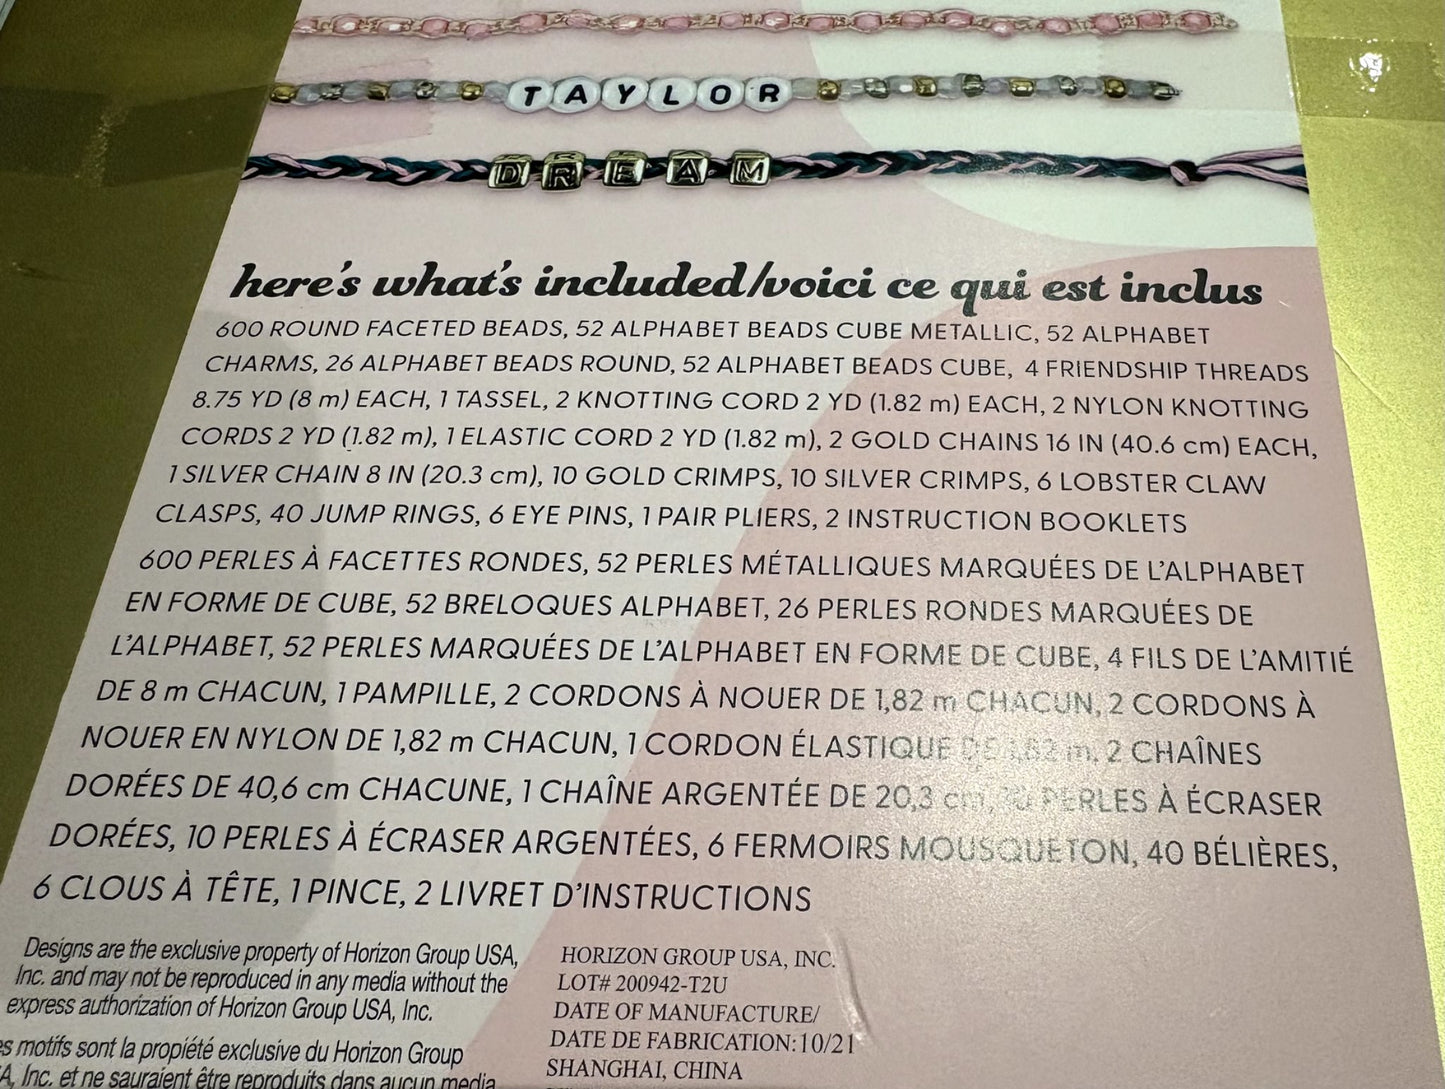 TAYLOR
DREAM
here's what's included/voici ce qui est inclus
600 ROUND FACETED BEADS, 52 ALPHABET BEADS CUBE METALLIC, 52 ALPHABET
CHARMS, 26 ALPHABET BEADS ROUND, 52 ALPHABET BEADS CUBE, 4 FRIENDSHIP THREADS
8.75 YD (8 m) EACH, 1 TASSEL, 2 KNOTTING CORD 2 YD (1.82 m) EACH, 2 NYLON KNOTTING
CORDS 2 YD (1.82 m), 1 ELASTIC CORD 2 YD (1.82 m), 2 GOLD CHAINS 16 IN (40.6 cm) EACH,
1 SILVER CHAIN 8 IN (20.3 cm), 10 GOLD CRIMPS, 10 SILVER CRIMPS, 6 LOBSTER CLAW
CLASPS, 40 JUMP RINGS, 6 EYE PINS, 1 PAIR PLIERS, 2 INSTRUCTION BOOKLETS
600 PERLES À FACETTES RONDES, 52 PERLES MÉTALLIQUES MARQUÉES DE L'ALPHABET
EN FORME DE CUBE, 52 BRELOQUES ALPHABET, 26 PERLES RONDES MARQUÉES DE
L'ALPHABET, 52 PERLES MARQUÉES DE L'ALPHABET EN FORME DE CUBE, 4 FILS DE L'AMITIÉ
DE 8 m CHACUN, 1 PAMPILLE, 2 CORDONS À NOUER DE 1,82 m CHACUN, 2 CORDONS À
NOUER EN NYLON DE 1,82 m CHACUN, 1 CORDON ÉLASTIQUE DE 1,82 m, 2 CHAÎNES
DORÉES DE 40,6 cm CHACUNE, 1 CHAÎNE ARGENTÉE DE 20,3 cm, 10 PERLES À ÉCRASER
DORÉES, 10 PERLES À ÉCRASER ARGENTÉES, 6 FERMOIRS MOUSQUETON, 40 BÉLIÈRES,
6 CLOUS À TÊTE, 1 PINCE, 2 LIVRET D'INSTRUCTIONS
Designs are the exclusive property of Horizon Group USA,
Inc. and may not be reproduced in any media without the
express authorization of Horizon Group USA, Inc.
es motifs sont la propiété exclusive du Horizon Group
A, Inc. et ne sauraient être reproduits dans aucun media
HORIZON GROUP USA, INC.
LOT# 200942-T2U
DATE OF MANUFACTURE/
DATE DE FABRICATION:10/21
SHANGHAI, CHINA